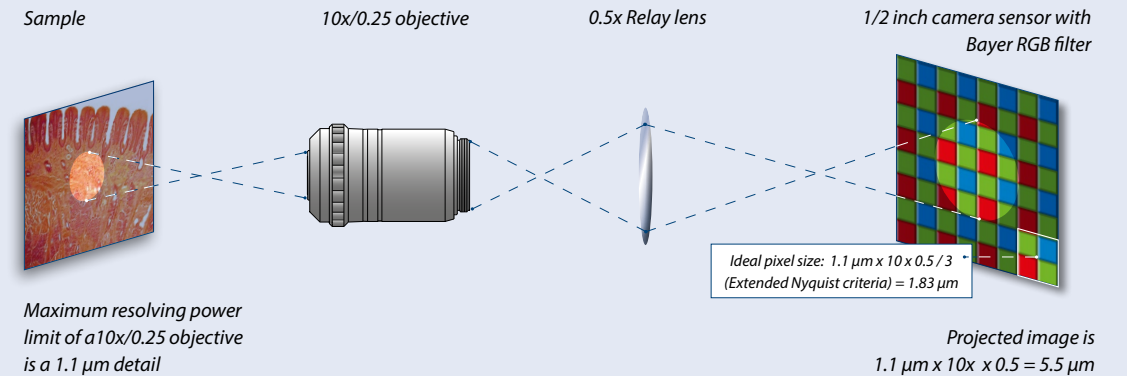 Sample
10x/0.25 objective
0.5x Relay lens
1/2 inch camera sensor with
Bayer RGB filter
Ideal pixel size: 1.1 µm x 10 x 0.5 / 3
(Extended Nyquist criteria) = 1.83 µm
Maximum resolving power
limit of a10x/0.25 objective
is a 1.1 µm detail
Projected image is
1.1 µm x 10x x 0.5 = 5.5 µm